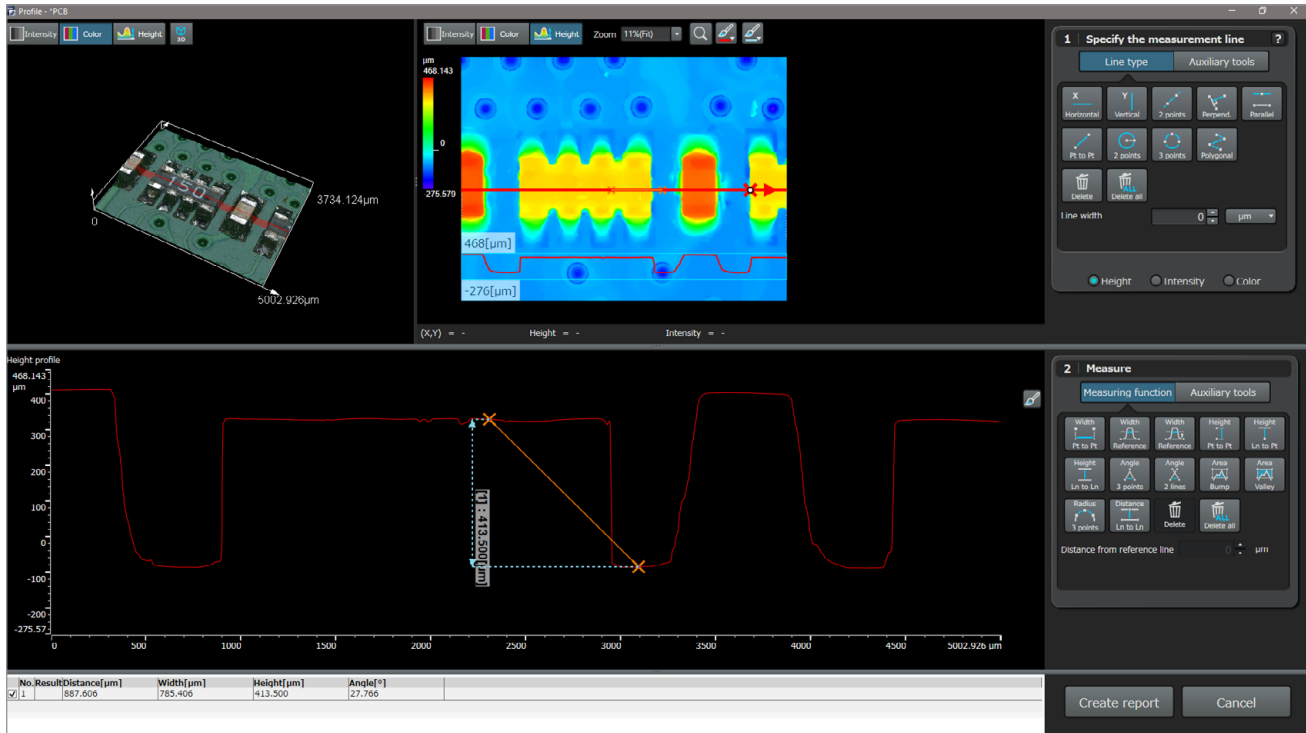 Profile - *PCB
Intensity Color Height 3D
Intensity Color Height Zoom 11%(Fit)
3734.124µm
0
5002.926µm
150
µm
468.143
0
-275.579
468[µm]
-276[µm]
(X,Y) = - Height = - Intensity = -
1 Specify the measurement line ?
Line type Auxiliary tools
X Horizontal
Y Vertical
2 points
Perpend.
Parallel
Pt to Pt
2 points
3 points
Polygonal
Delete
ALL Delete all
Line width 0 µm
Height Intensity Color
Height profile
468.143
µm
400
300
200
100
0
-100
-200
-275.57
(1) : 413.500[µm]
0 500 1000 1500 2000 2500 3000 3500 4000 4500 5002.926 µm
2 Measure
Measuring function Auxiliary tools
Width Pt to Pt
Width Reference
Width Reference
Height Pt to Pt
Height Ln to Pt
Height Ln to Ln
Angle 3 points
Angle 2 lines
Area Bump
Area Valley
Radius 3 points
Distance Ln to Ln
Delete
ALL Delete all
Distance from reference line 0 µm
No. Result Distance[µm] Width[µm] Height[µm] Angle[°]
1 887.606 785.406 413.500 27.766
Create report Cancel